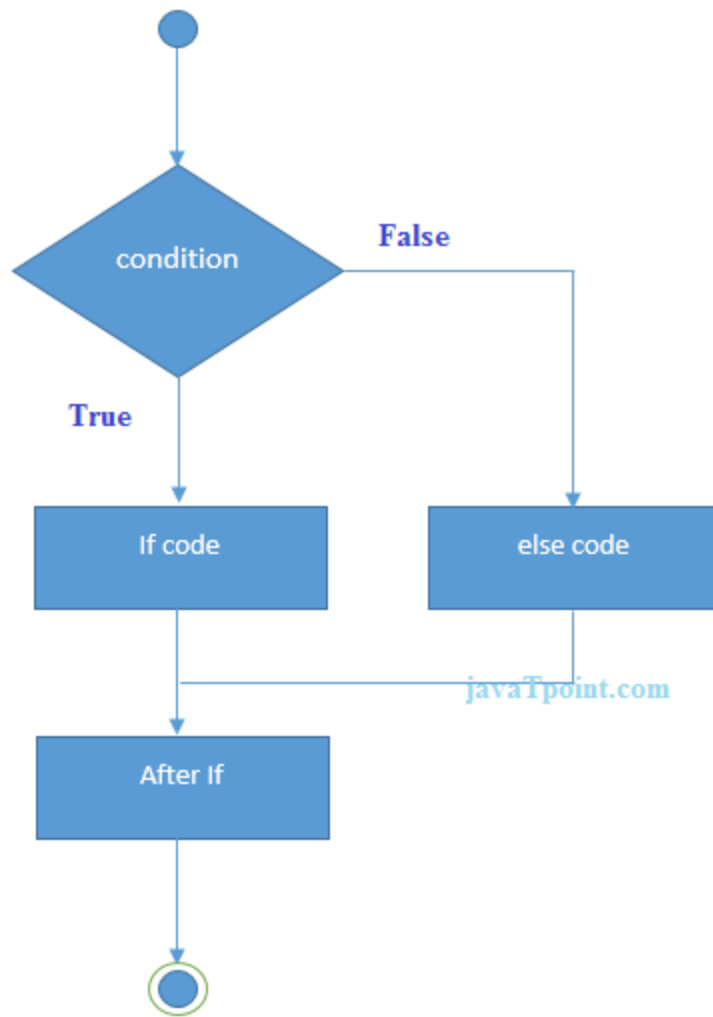 condition
False
True
If code
else code
javaTpoint.com
After If